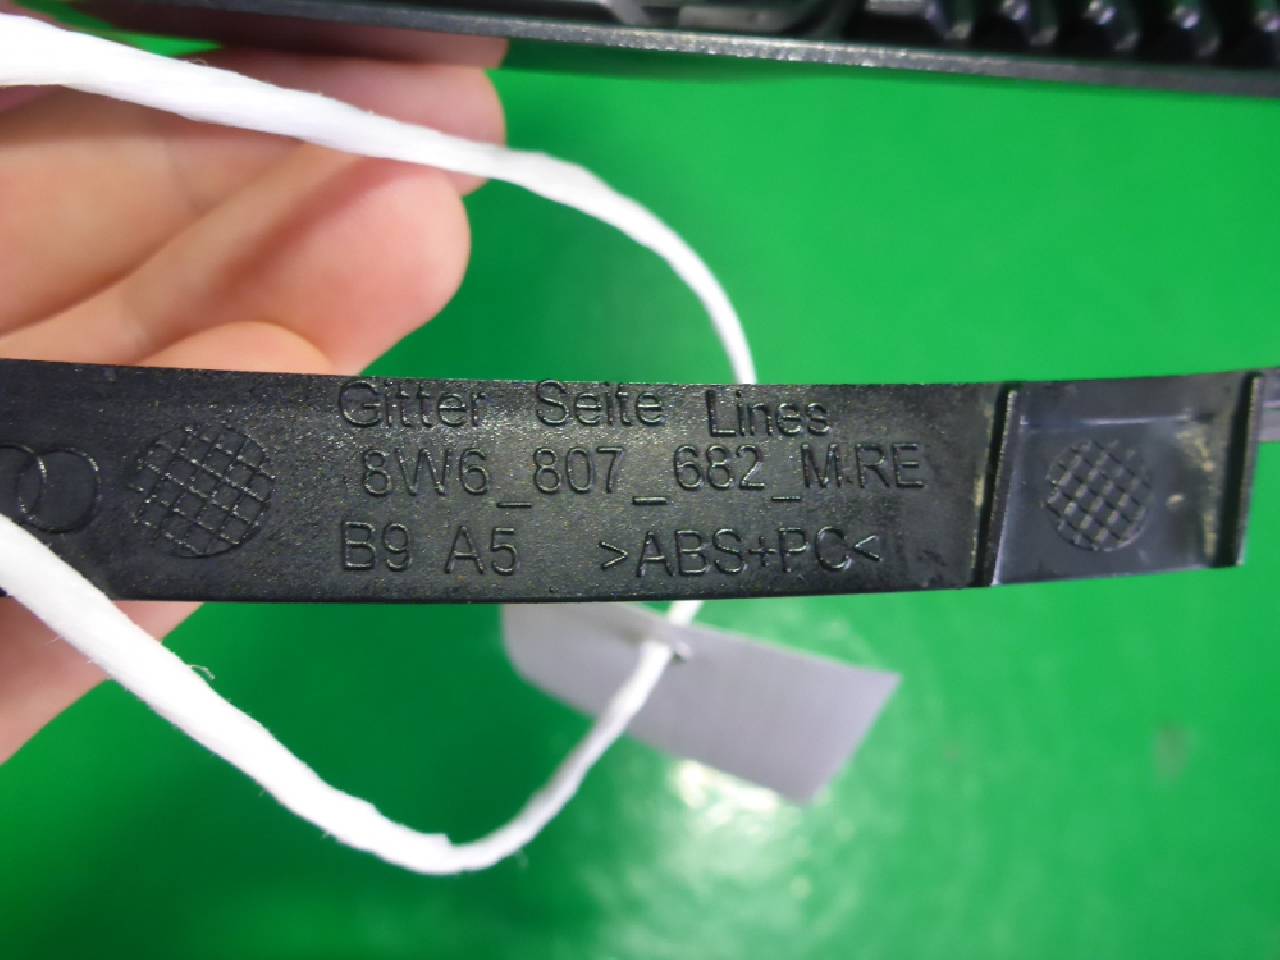 Gitter Seite Lines
8W6_807_682_M.RE
B9 A5 >ABS+PC<